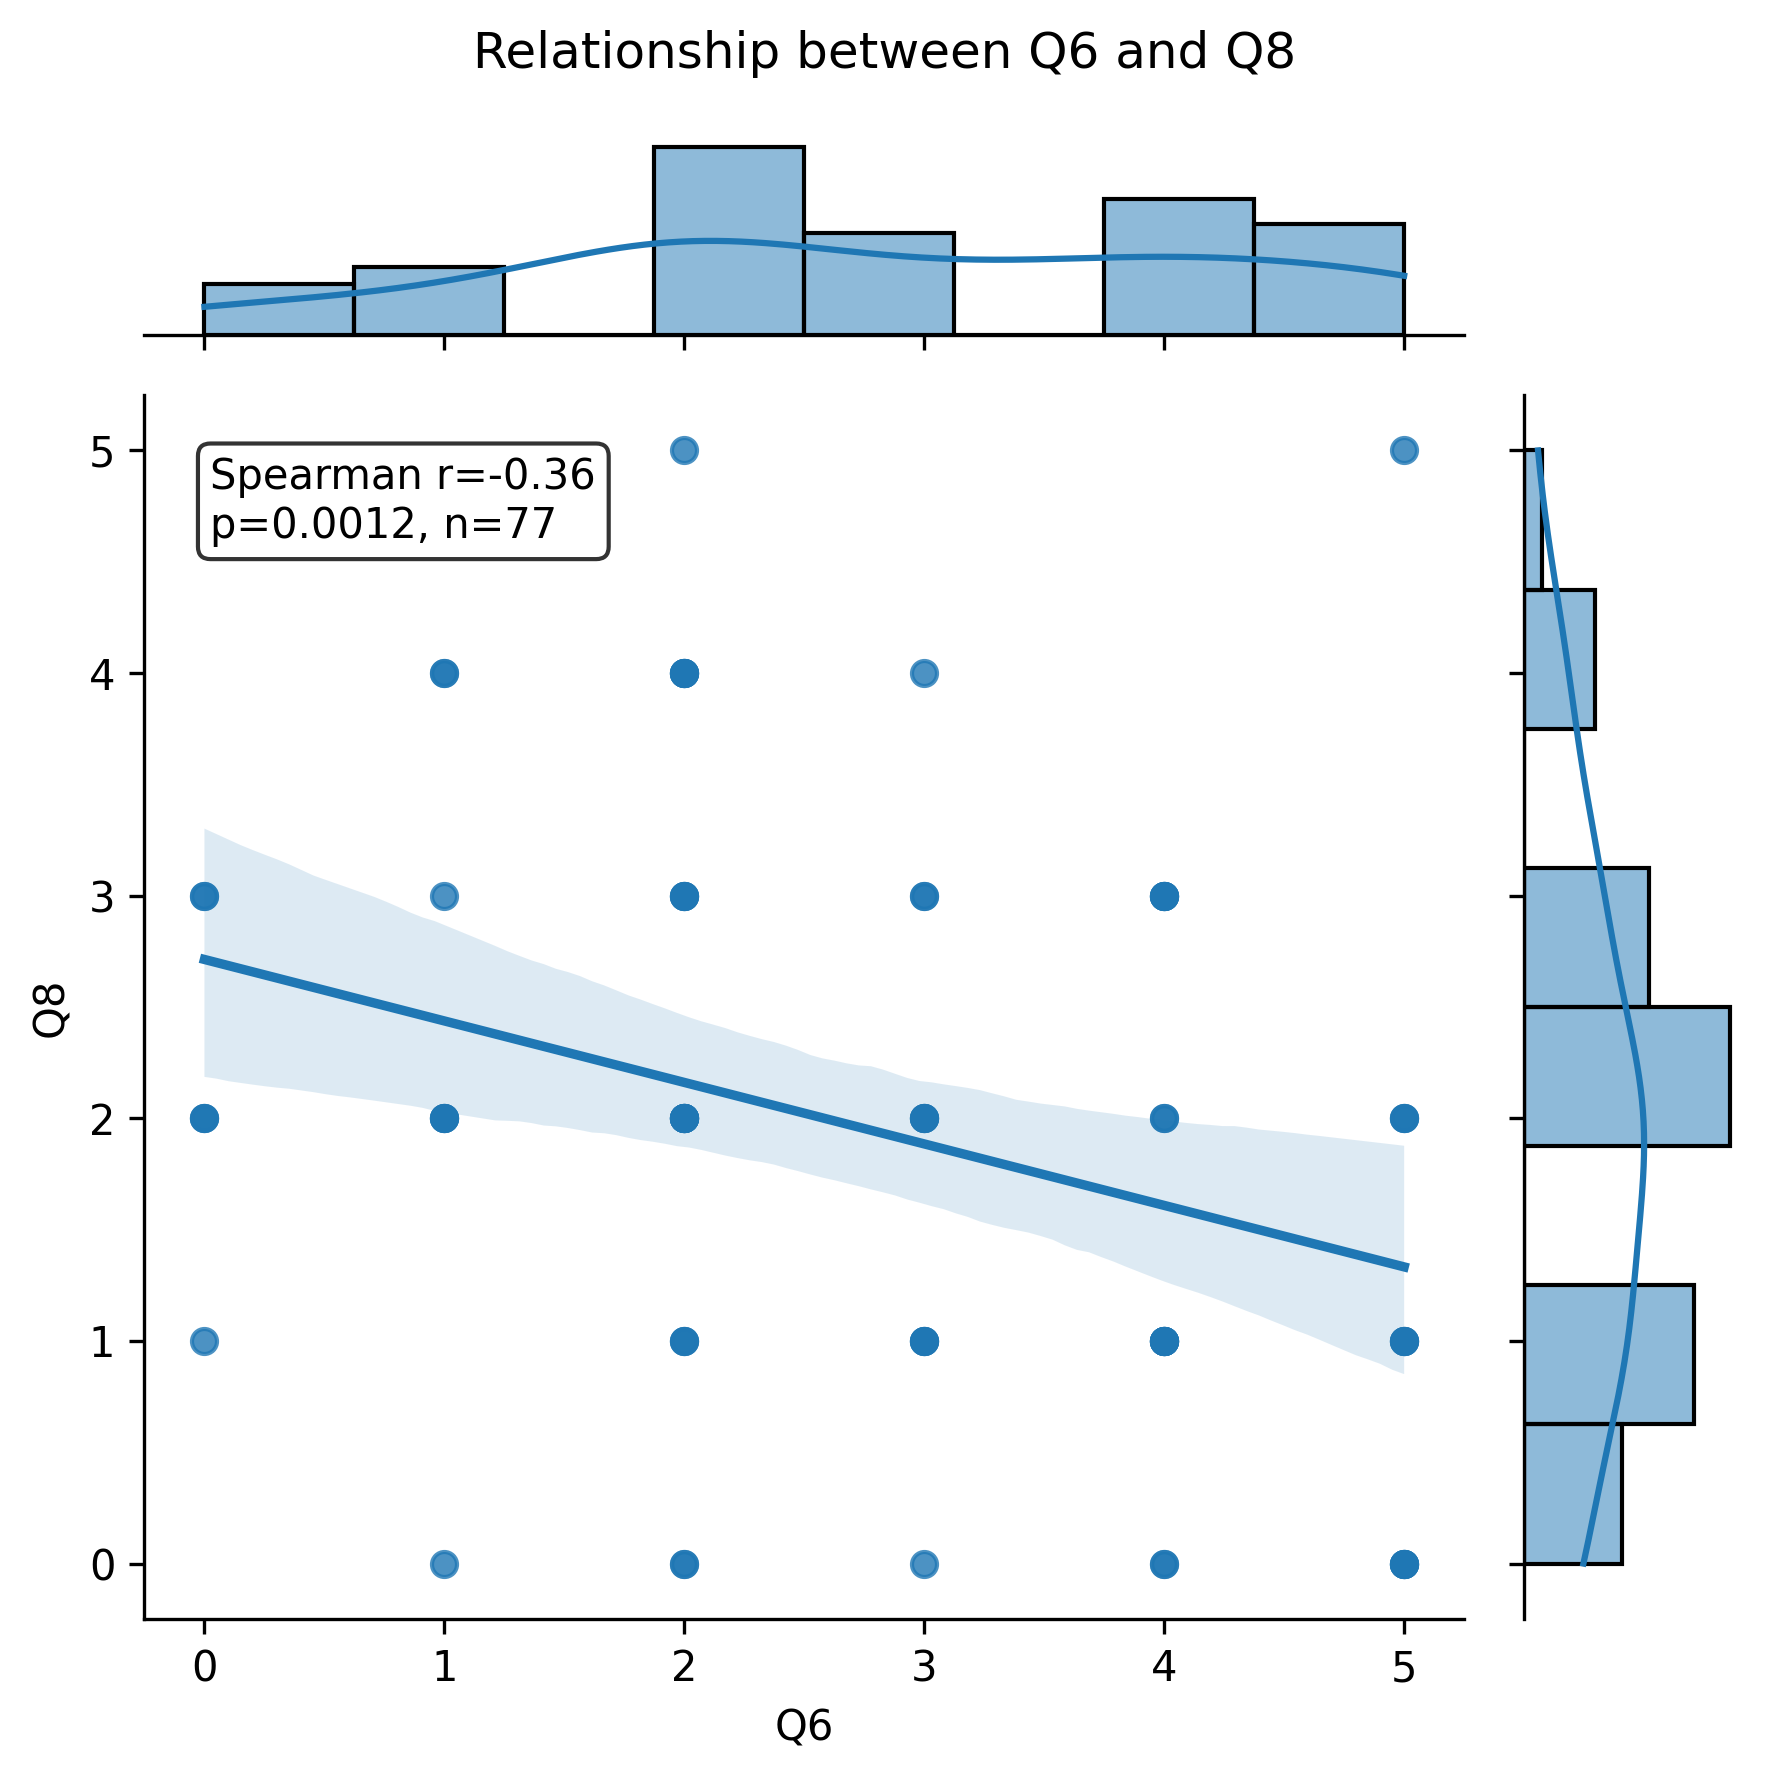 Relationship between Q6 and Q8
Spearman r=-0.36
p=0.0012, n=77
5
4
3
2
1
0
Q8
0 1 2 3 4 5
Q6